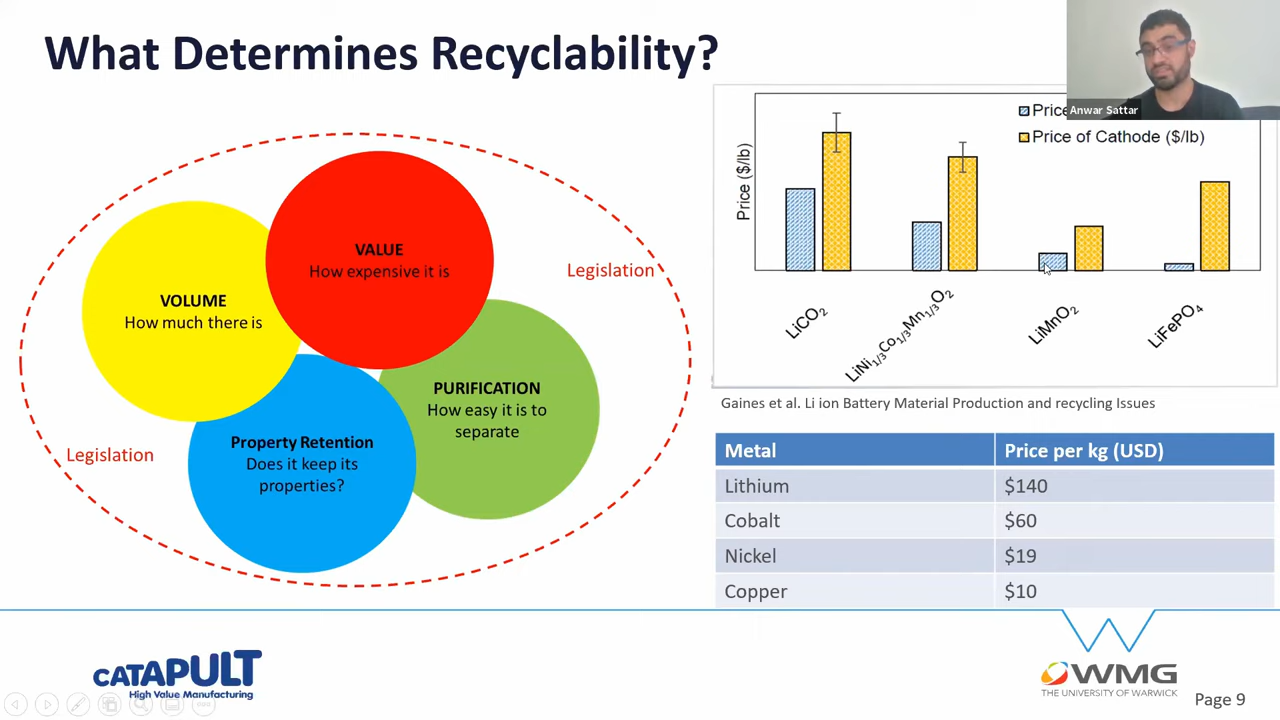 What Determines Recyclability?
VALUE
How expensive it is
VOLUME
How much there is
Legislation
PURIFICATION
How easy it is to
separate
Property Retention
Does it keep its
properties?
Legislation
Anwar Sattar
Price
Price of Cathode ($/lb)
Price ($/lb)
LiCO2
LiNi1/3Co1/3Mn1/3O2
LiMnO2
LiFePO4
Gaines et al. Li ion Battery Material Production and recycling Issues
Metal Price per kg (USD)
Lithium $140
Cobalt $60
Nickel $19
Copper $10
CATAPULT
High Value Manufacturing
WMG
THE UNIVERSITY OF WARWICK
Page 9